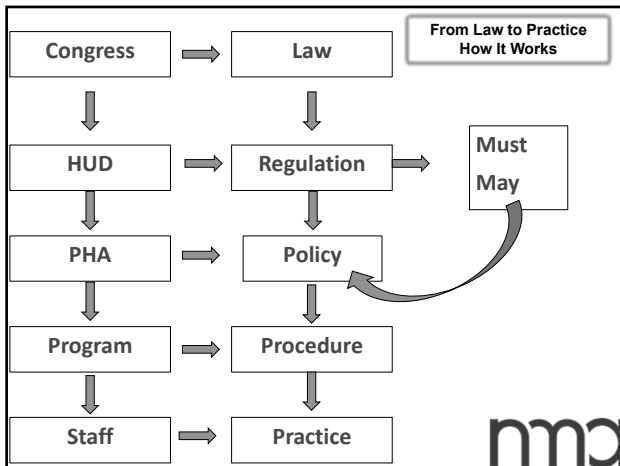 From Law to Practice
How It Works
Congress
Law
HUD
Regulation
Must
May
PHA
Policy
Program
Procedure
Staff
Practice
nma